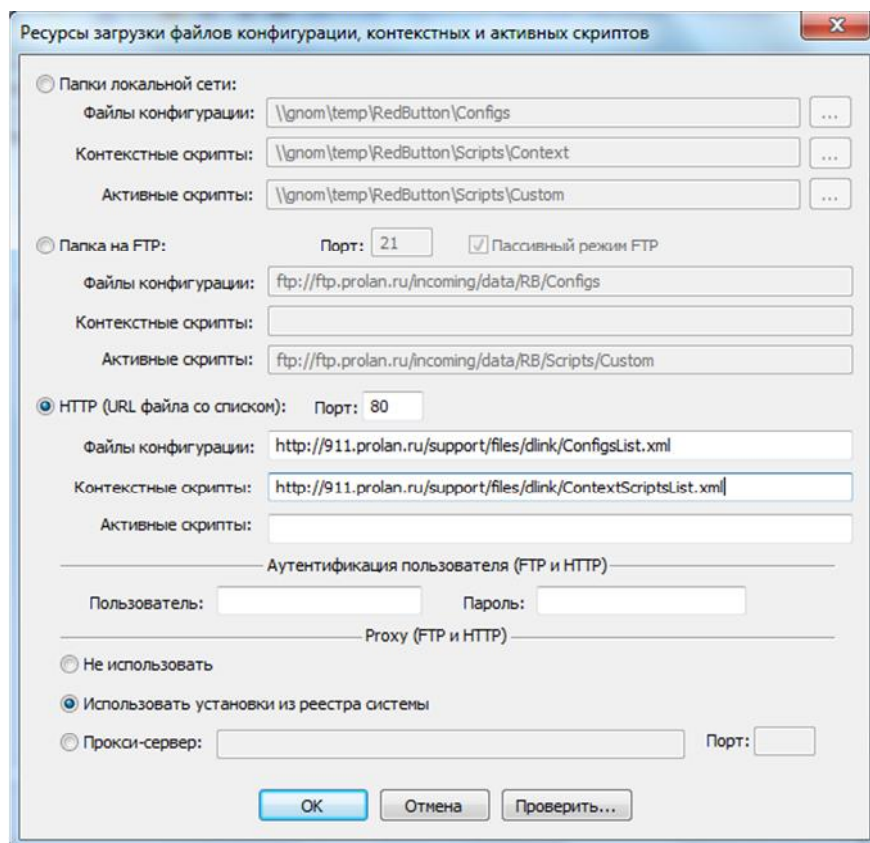 Ресурсы загрузки файлов конфигурации, контекстных и активных скриптов
Папки локальной сети:
Файлы конфигурации: \\gnom\temp\RedButton\Configs ...
Контекстные скрипты: \\gnom\temp\RedButton\Scripts\Context ...
Активные скрипты: \\gnom\temp\RedButton\Scripts\Custom ...
Папка на FTP: Порт: 21 Пассивный режим FTP
Файлы конфигурации: ftp://ftp.prolan.ru/incoming/data/RB/Configs
Контекстные скрипты:
Активные скрипты: ftp://ftp.prolan.ru/incoming/data/RB/Scripts/Custom
HTTP (URL файла со списком): Порт: 80
Файлы конфигурации: http://911.prolan.ru/support/files/dlink/ConfigsList.xml
Контекстные скрипты: http://911.prolan.ru/support/files/dlink/ContextScriptsList.xml
Активные скрипты:
Аутентификация пользователя (FTP и HTTP)
Пользователь: Пароль:
Proxy (FTP и HTTP)
Не использовать
Использовать установки из реестра системы
Прокси-сервер: Порт:
OK Отмена Проверить...